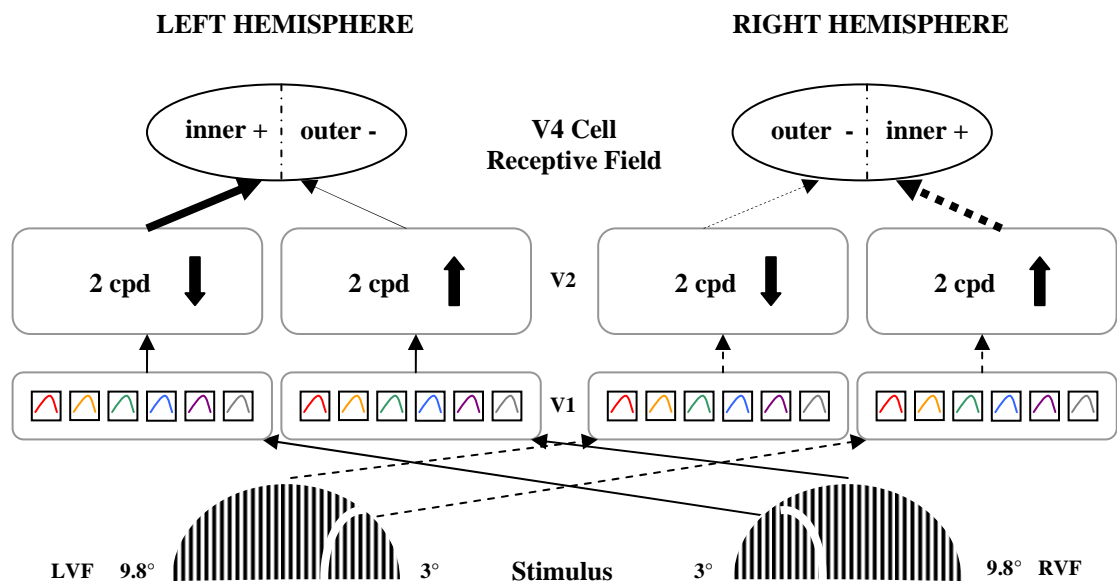 LEFT HEMISPHERE RIGHT HEMISPHERE
inner + outer - V4 Cell outer - inner +
Receptive Field
2 cpd 2 cpd V2 2 cpd 2 cpd
V1
LVF 9.8° 3° Stimulus 3° 9.8° RVF